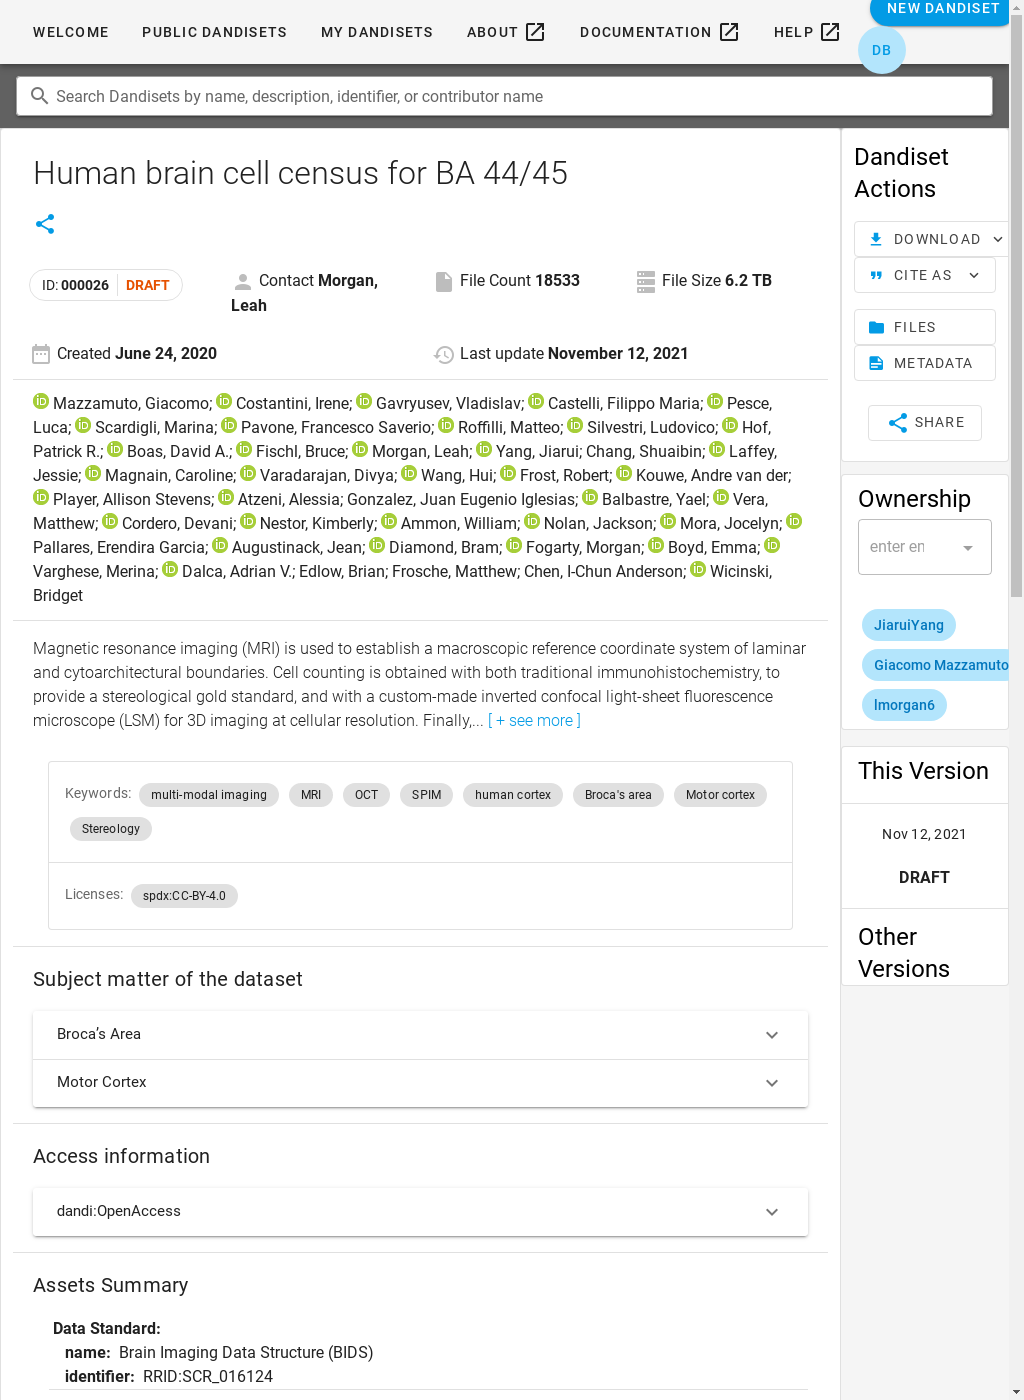 WELCOME PUBLIC DANDISETS MY DANDISETS ABOUT DOCUMENTATION HELP NEW DANDISET
DB
Search Dandisets by name, description, identifier, or contributor name
Human brain cell census for BA 44/45
ID: 000026 DRAFT
Contact Morgan,
Leah
File Count 18533
File Size 6.2 TB
Created June 24, 2020
Last update November 12, 2021
Mazzamuto, Giacomo; Costantini, Irene; Gavryusev, Vladislav; Castelli, Filippo Maria; Pesce,
Luca; Scardigli, Marina; Pavone, Francesco Saverio; Roffilli, Matteo; Silvestri, Ludovico; Hof,
Patrick R.; Boas, David A.; Fischl, Bruce; Morgan, Leah; Yang, Jiarui; Chang, Shuaibin; Laffey,
Jessie; Magnain, Caroline; Varadarajan, Divya; Wang, Hui; Frost, Robert; Kouwe, Andre van der;
Player, Allison Stevens; Atzeni, Alessia; Gonzalez, Juan Eugenio Iglesias; Balbastre, Yael; Vera,
Matthew; Cordero, Devani; Nestor, Kimberly; Ammon, William; Nolan, Jackson; Mora, Jocelyn;
Pallares, Erendira Garcia; Augustinack, Jean; Diamond, Bram; Fogarty, Morgan; Boyd, Emma;
Varghese, Merina; Dalca, Adrian V.; Edlow, Brian; Frosche, Matthew; Chen, I-Chun Anderson; Wicinski,
Bridget
Magnetic resonance imaging (MRI) is used to establish a macroscopic reference coordinate system of laminar
and cytoarchitectural boundaries. Cell counting is obtained with both traditional immunohistochemistry, to
provide a stereological gold standard, and with a custom-made inverted confocal light-sheet fluorescence
microscope (LSM) for 3D imaging at cellular resolution. Finally,... [ + see more ]
Keywords: multi-modal imaging MRI OCT SPIM human cortex Broca's area Motor cortex
Stereology
Licenses: spdx:CC-BY-4.0
Subject matter of the dataset
Broca’s Area
Motor Cortex
Access information
dandi:OpenAccess
Assets Summary
Data Standard:
name: Brain Imaging Data Structure (BIDS)
identifier: RRID:SCR_016124
Dandiset
Actions
DOWNLOAD
CITE AS
FILES
METADATA
SHARE
Ownership
enter en
JiaruiYang
Giacomo Mazzamuto
lmorgan6
This Version
Nov 12, 2021
DRAFT
Other
Versions